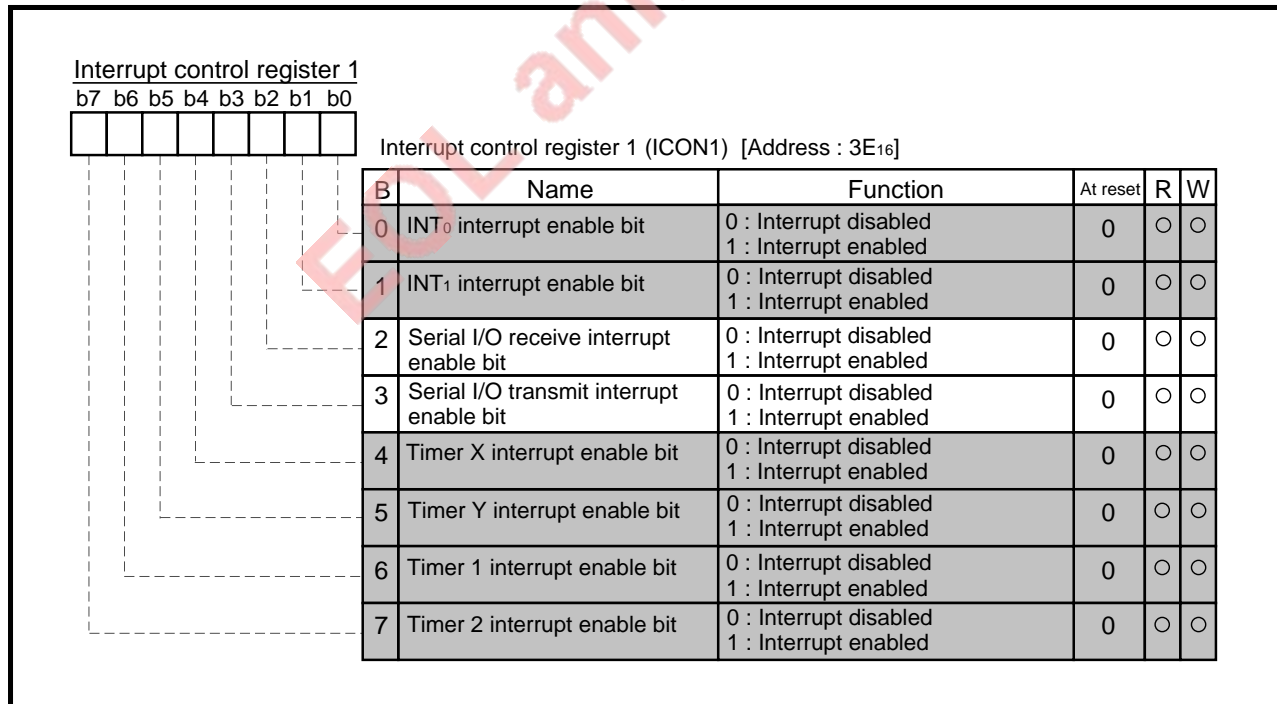 Interrupt control register 1
b7 b6 b5 b4 b3 b2 b1 b0
Interrupt control register 1 (ICON1) [Address : 3E16]
B Name Function At reset R W
0 INT0 interrupt enable bit 0 : Interrupt disabled 0 ○ ○
1 : Interrupt enabled
1 INT1 interrupt enable bit 0 : Interrupt disabled 0 ○ ○
1 : Interrupt enabled
2 Serial I/O receive interrupt 0 : Interrupt disabled 0 ○ ○
enable bit 1 : Interrupt enabled
3 Serial I/O transmit interrupt 0 : Interrupt disabled 0 ○ ○
enable bit 1 : Interrupt enabled
4 Timer X interrupt enable bit 0 : Interrupt disabled 0 ○ ○
1 : Interrupt enabled
5 Timer Y interrupt enable bit 0 : Interrupt disabled 0 ○ ○
1 : Interrupt enabled
6 Timer 1 interrupt enable bit 0 : Interrupt disabled 0 ○ ○
1 : Interrupt enabled
7 Timer 2 interrupt enable bit 0 : Interrupt disabled 0 ○ ○
1 : Interrupt enabled
EOL